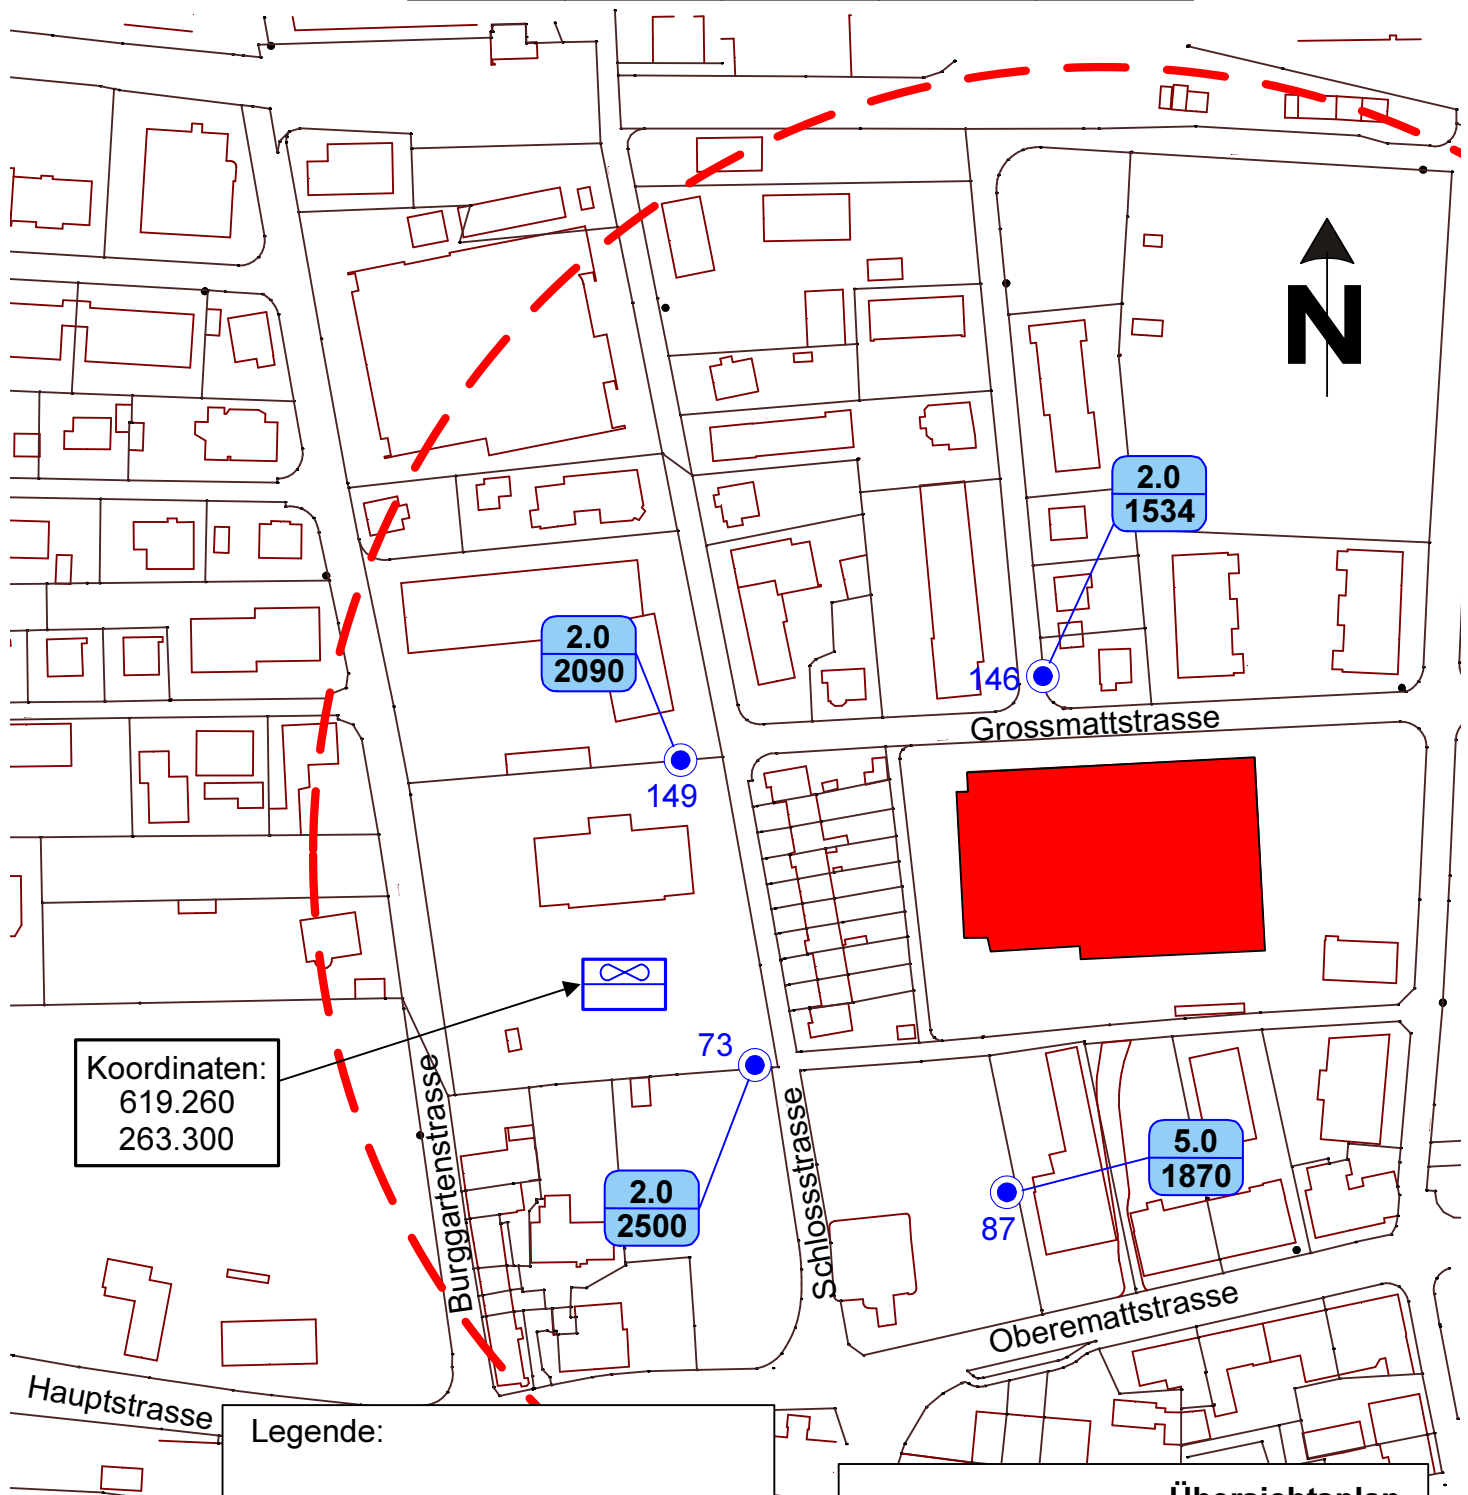 N
2.0
1534
2.0
2090
146
Grossmattstrasse
149
73
Koordinaten:
619.260
263.300
Burggartenstrasse
Schlossstrasse
5.0
1870
2.0
2500
87
Oberemattstrasse
Hauptstrasse
Legende:
Übersichtsplan